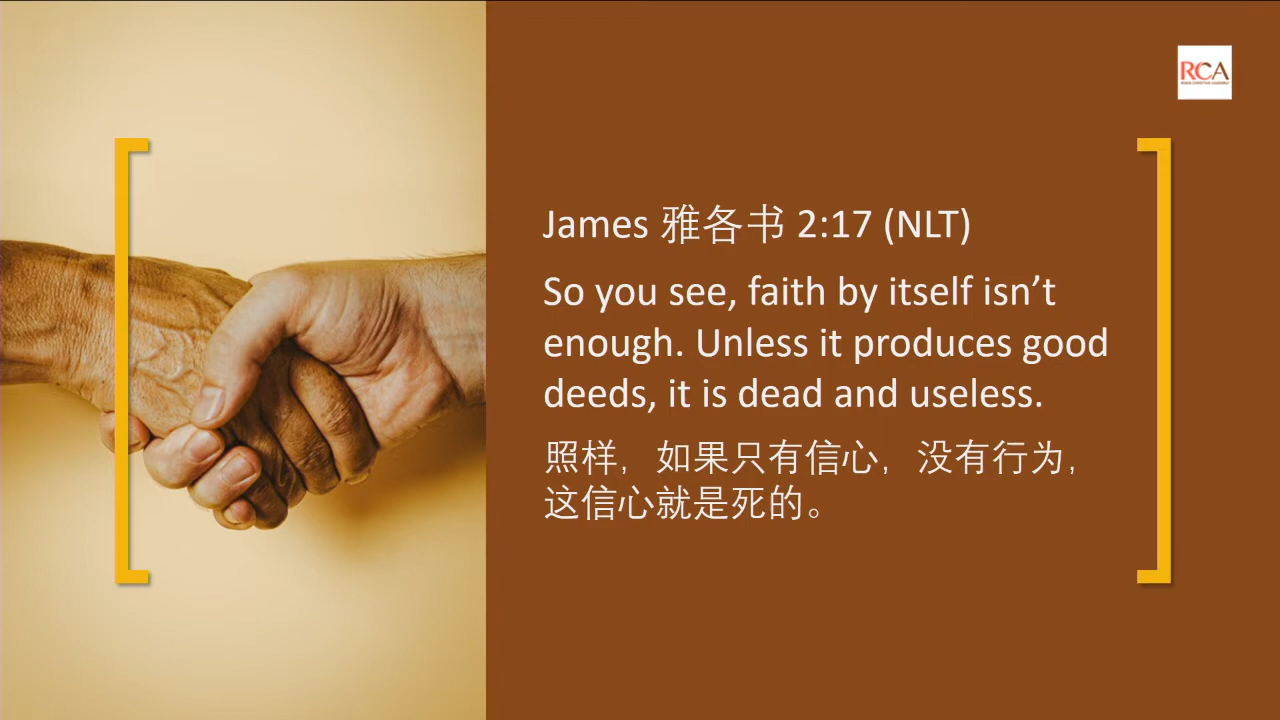 RCA
James 雅各书 2:17 (NLT)
So you see, faith by itself isn’t
enough. Unless it produces good
deeds, it is dead and useless.
照样，如果只有信心，没有行为，
这信心就是死的。